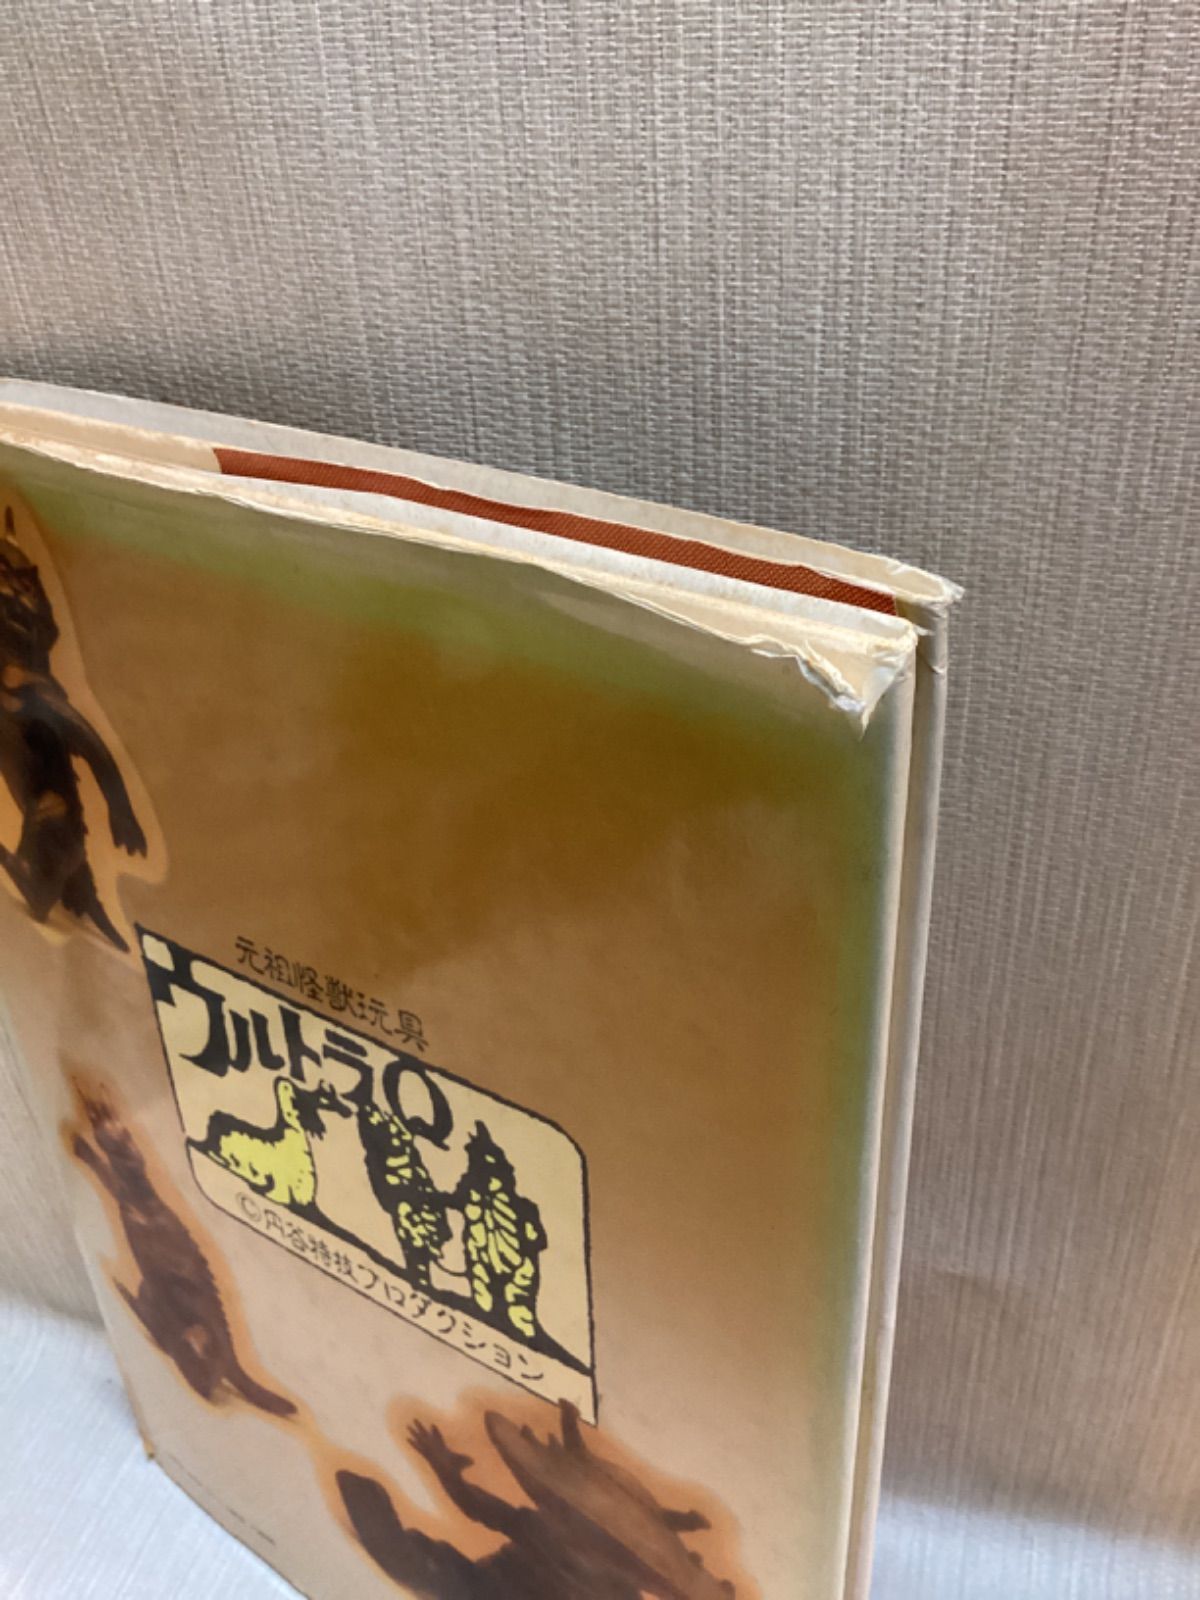 元祖怪獣玩具
ウルトラQ
©円谷特技プロダクション